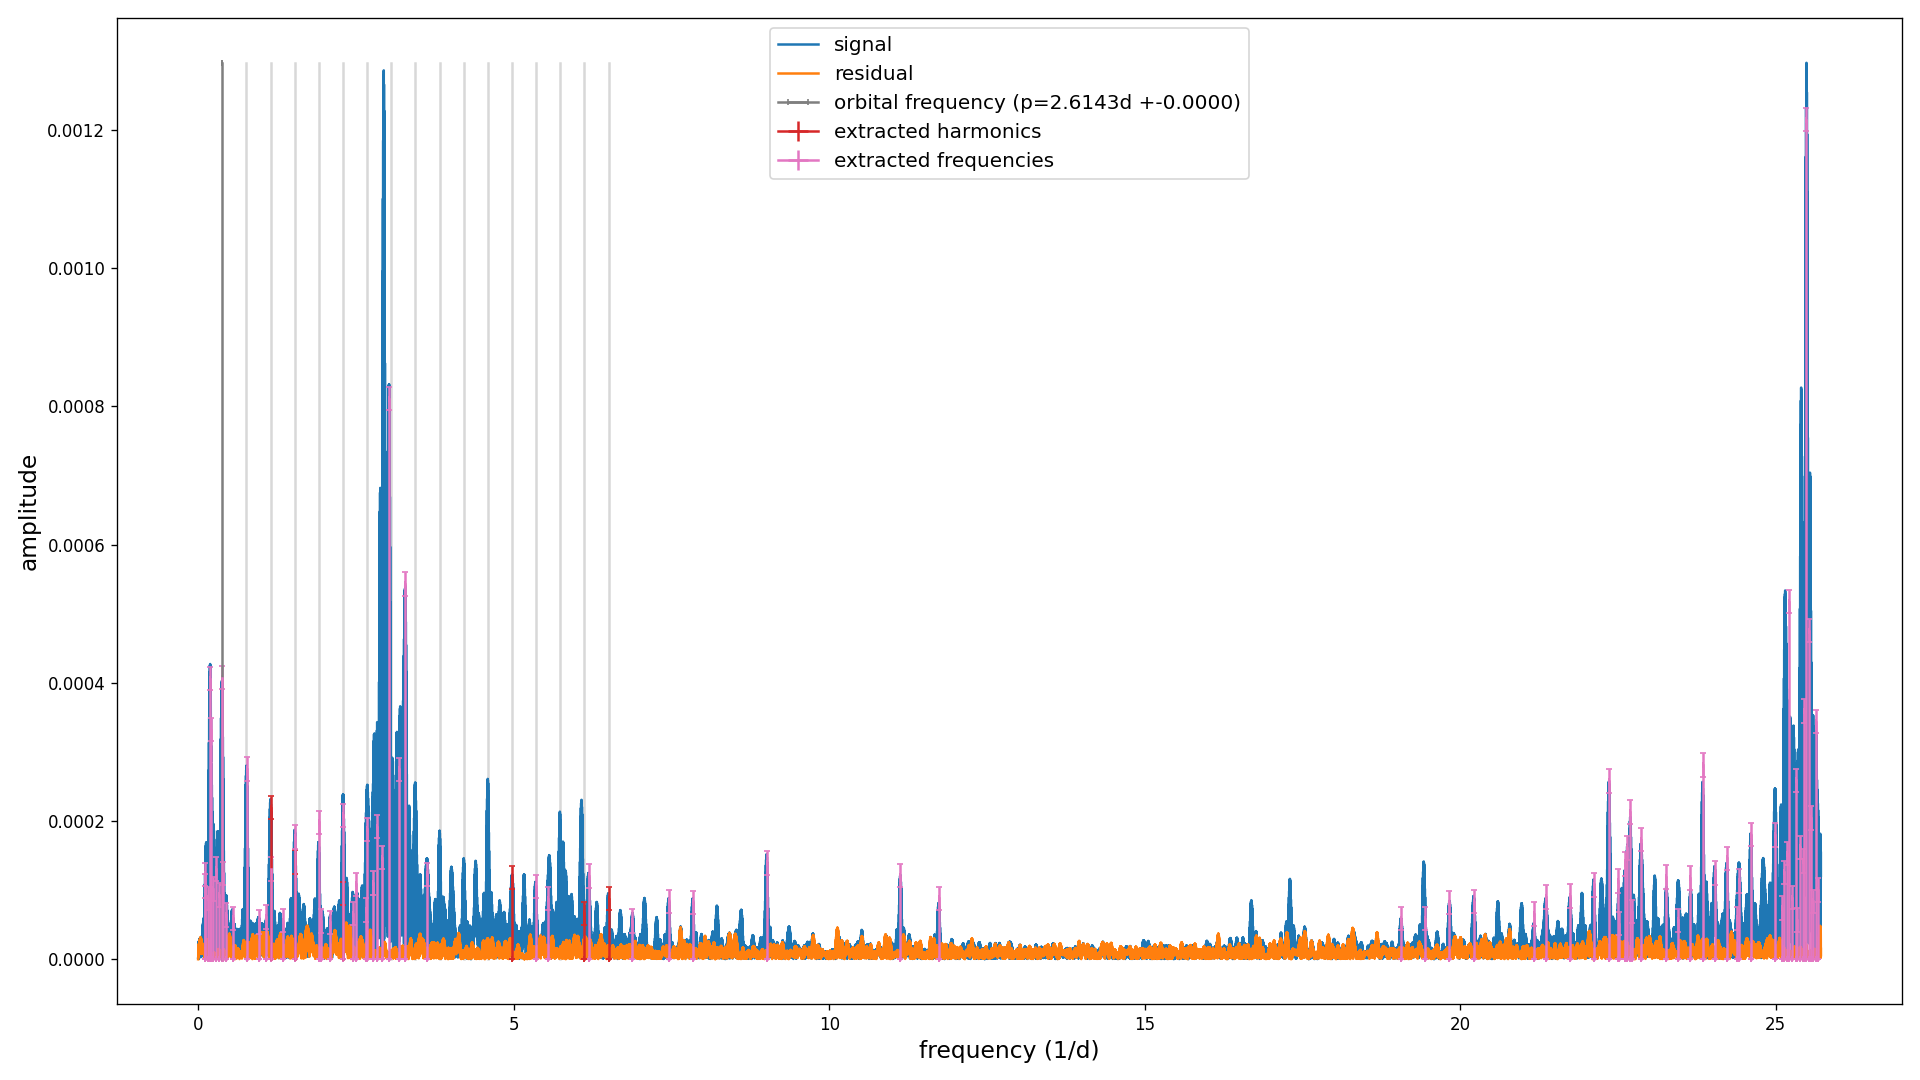 signal
residual
orbital frequency (p=2.6143d +-0.0000)
extracted harmonics
extracted frequencies
amplitude
0.0012
0.0010
0.0008
0.0006
0.0004
0.0002
0.0000
0 5 10 15 20 25
frequency (1/d)